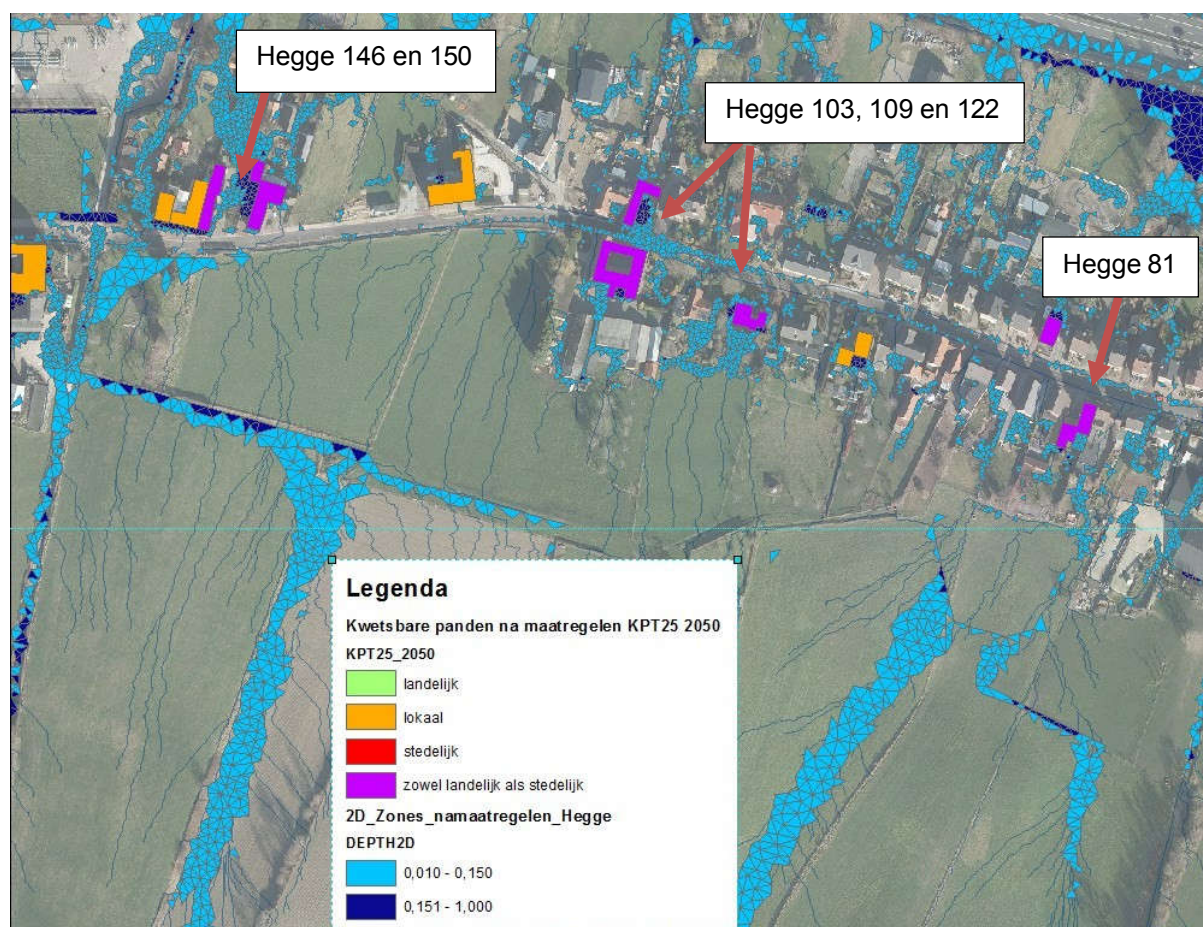 Hegge 146 en 150
Hegge 103, 109 en 122
Hegge 81
Legenda
Kwetsbare panden na maatregelen KPT25 2050
KPT25_2050
landelijk
lokaal
stedelijk
zowel landelijk als stedelijk
2D_Zones_namaatregelen_Hegge
DEPTH2D
0,010 - 0,150
0,151 - 1,000